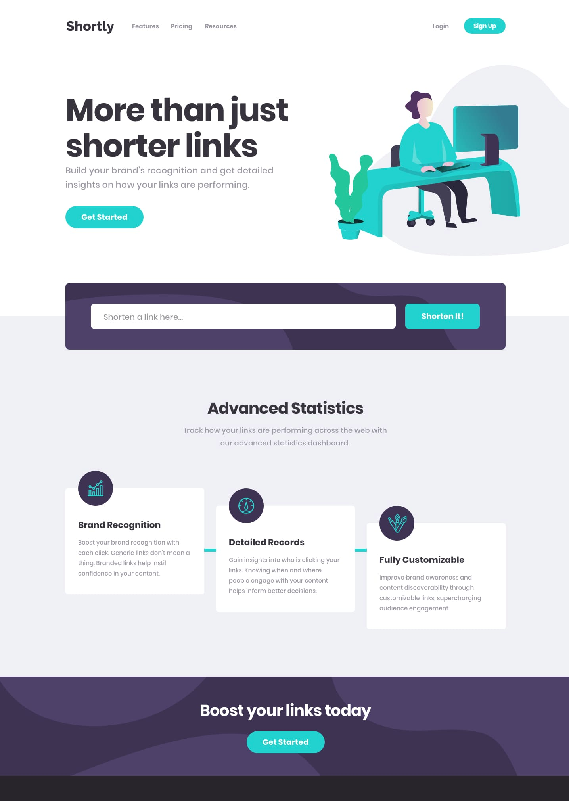 Shortly
Features
Pricing
Resources
Login
Sign Up
More than just
shorter links
Build your brand's recognition and get detailed
insights on how your links are performing.
Get Started
Shorten a link here...
Shorten It!
Advanced Statistics
Track how your links are performing across the web with
our advanced statistics dashboard.
Brand Recognition
Boost your brand recognition with
each click. Generic links don't mean a
thing. Branded links help instil
confidence in your content.
Detailed Records
Gain insights into who is clicking your
links. Knowing when and where
people engage with your content
helps inform better decisions.
Fully Customizable
Improve brand awareness and
content discoverability through
customizable links, supercharging
audience engagement.
Boost your links today
Get Started